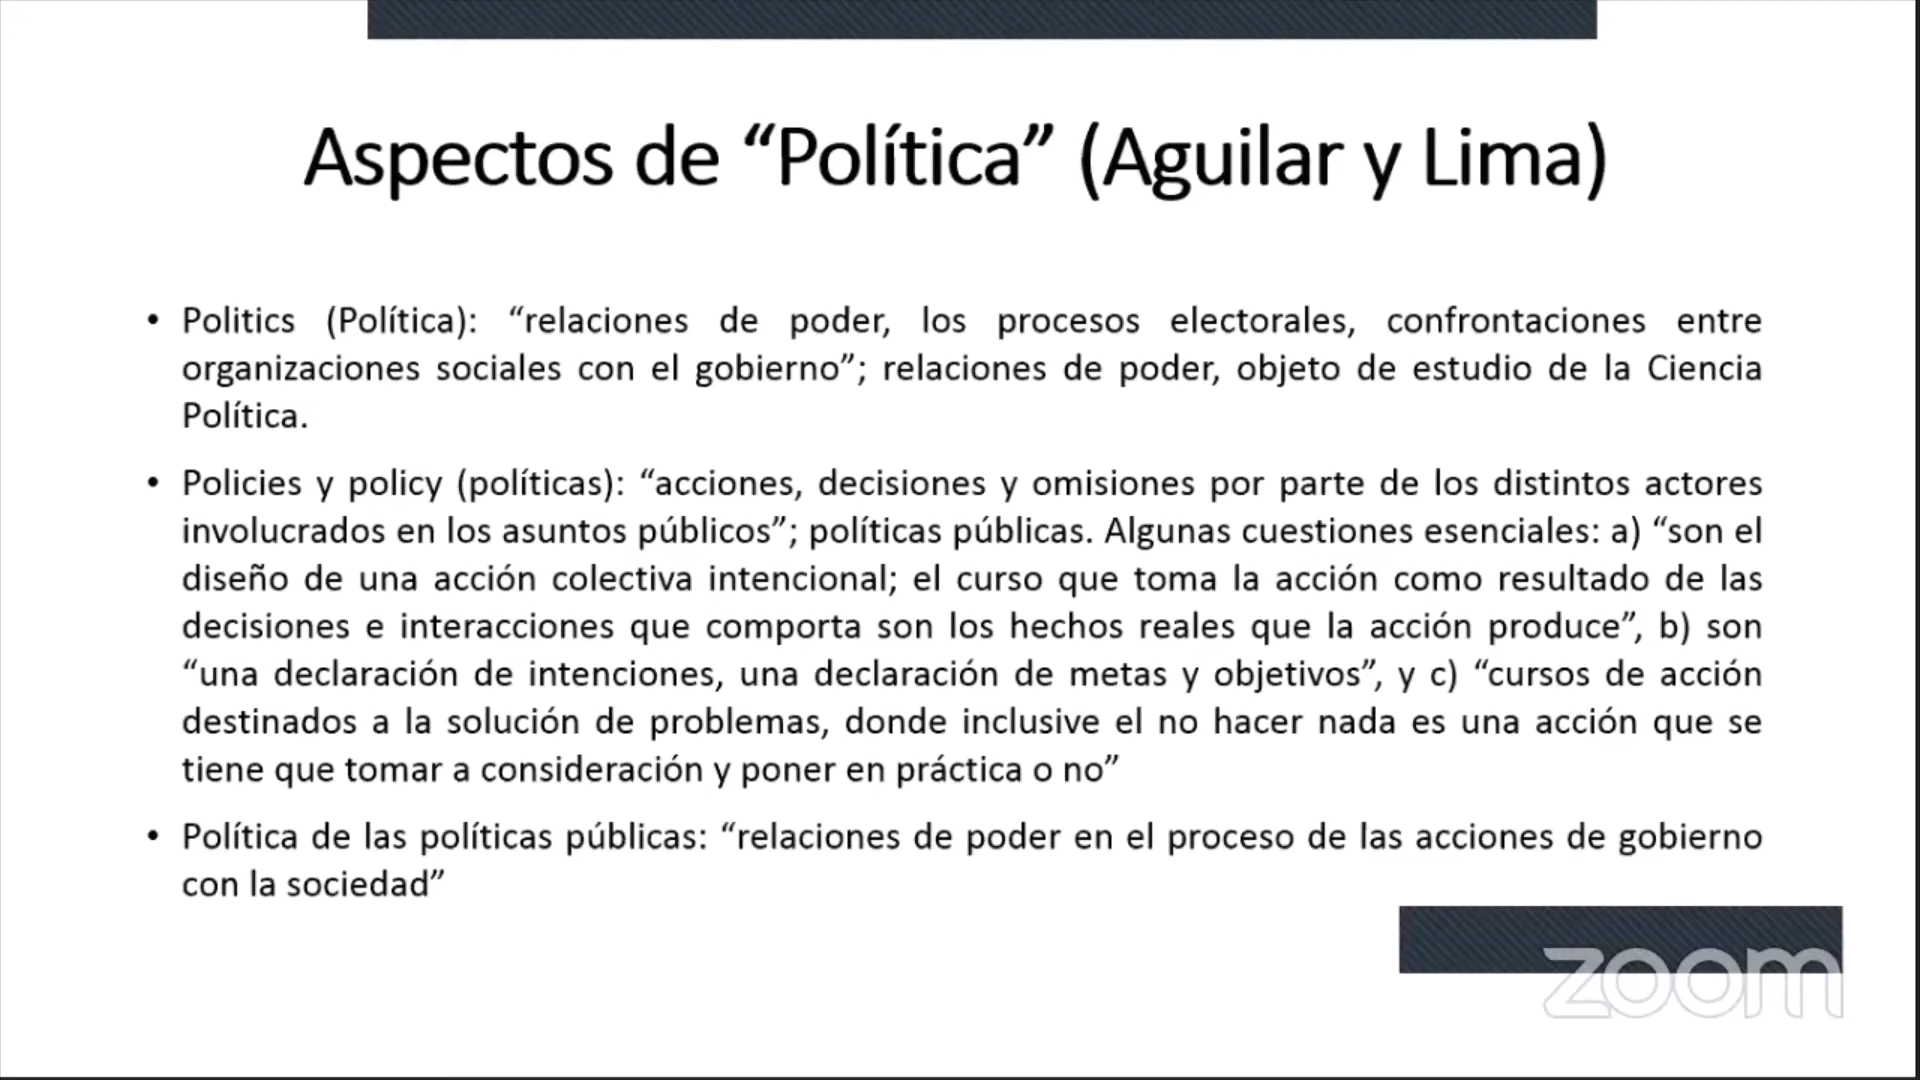 Aspectos de “Política” (Aguilar y Lima)
• Politics (Política): “relaciones de poder, los procesos electorales, confrontaciones entre
organizaciones sociales con el gobierno”; relaciones de poder, objeto de estudio de la Ciencia
Política.
• Policies y policy (políticas): “acciones, decisiones y omisiones por parte de los distintos actores
involucrados en los asuntos públicos”; políticas públicas. Algunas cuestiones esenciales: a) “son el
diseño de una acción colectiva intencional; el curso que toma la acción como resultado de las
decisiones e interacciones que comporta son los hechos reales que la acción produce”, b) son
“una declaración de intenciones, una declaración de metas y objetivos”, y c) “cursos de acción
destinados a la solución de problemas, donde inclusive el no hacer nada es una acción que se
tiene que tomar a consideración y poner en práctica o no”
• Política de las políticas públicas: “relaciones de poder en el proceso de las acciones de gobierno
con la sociedad”
zoom